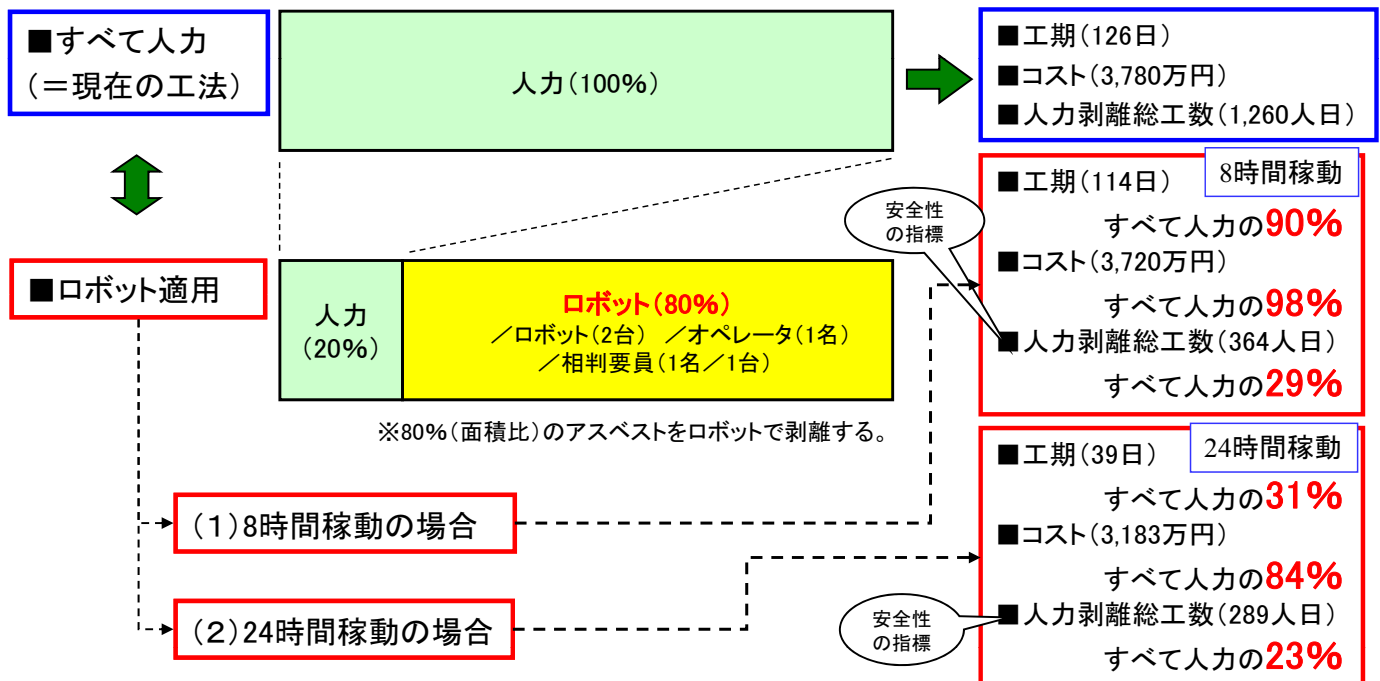 ■すべて人力
(＝現在の工法)
人力(100%)
■工期(126日)
■コスト(3,780万円)
■人力剥離総工数(1,260人日)
8時間稼動
■工期(114日)
すべて人力の90%
■コスト(3,720万円)
すべて人力の98%
■人力剥離総工数(364人日)
すべて人力の29%
安全性
の指標
■ロボット適用
人力
(20%)
ロボット(80%)
／ロボット(2台) ／オペレータ(1名)
／相判要員(1名／1台)
※80%(面積比)のアスベストをロボットで剥離する。
(1)8時間稼動の場合
(２)24時間稼動の場合
24時間稼動
■工期(39日)
すべて人力の31%
■コスト(3,183万円)
すべて人力の84%
■人力剥離総工数(289人日)
すべて人力の23%
安全性
の指標